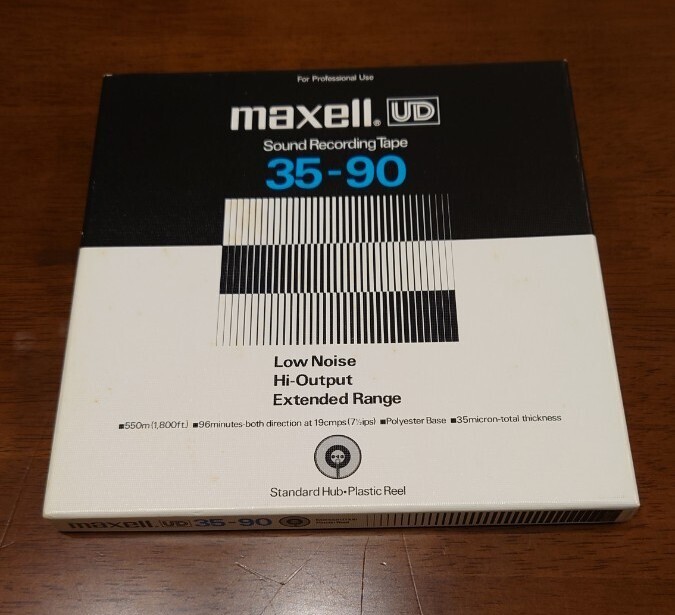 For Professional Use
maxell® UD
Sound Recording Tape
35-90
Low Noise
Hi-Output
Extended Range
■550m(1,800ft) ■96minutes-both direction at 19cmps(7½ips) ■Polyester Base ■35micron-total thickness
Standard Hub•Plastic Reel
maxell. UD 35-90